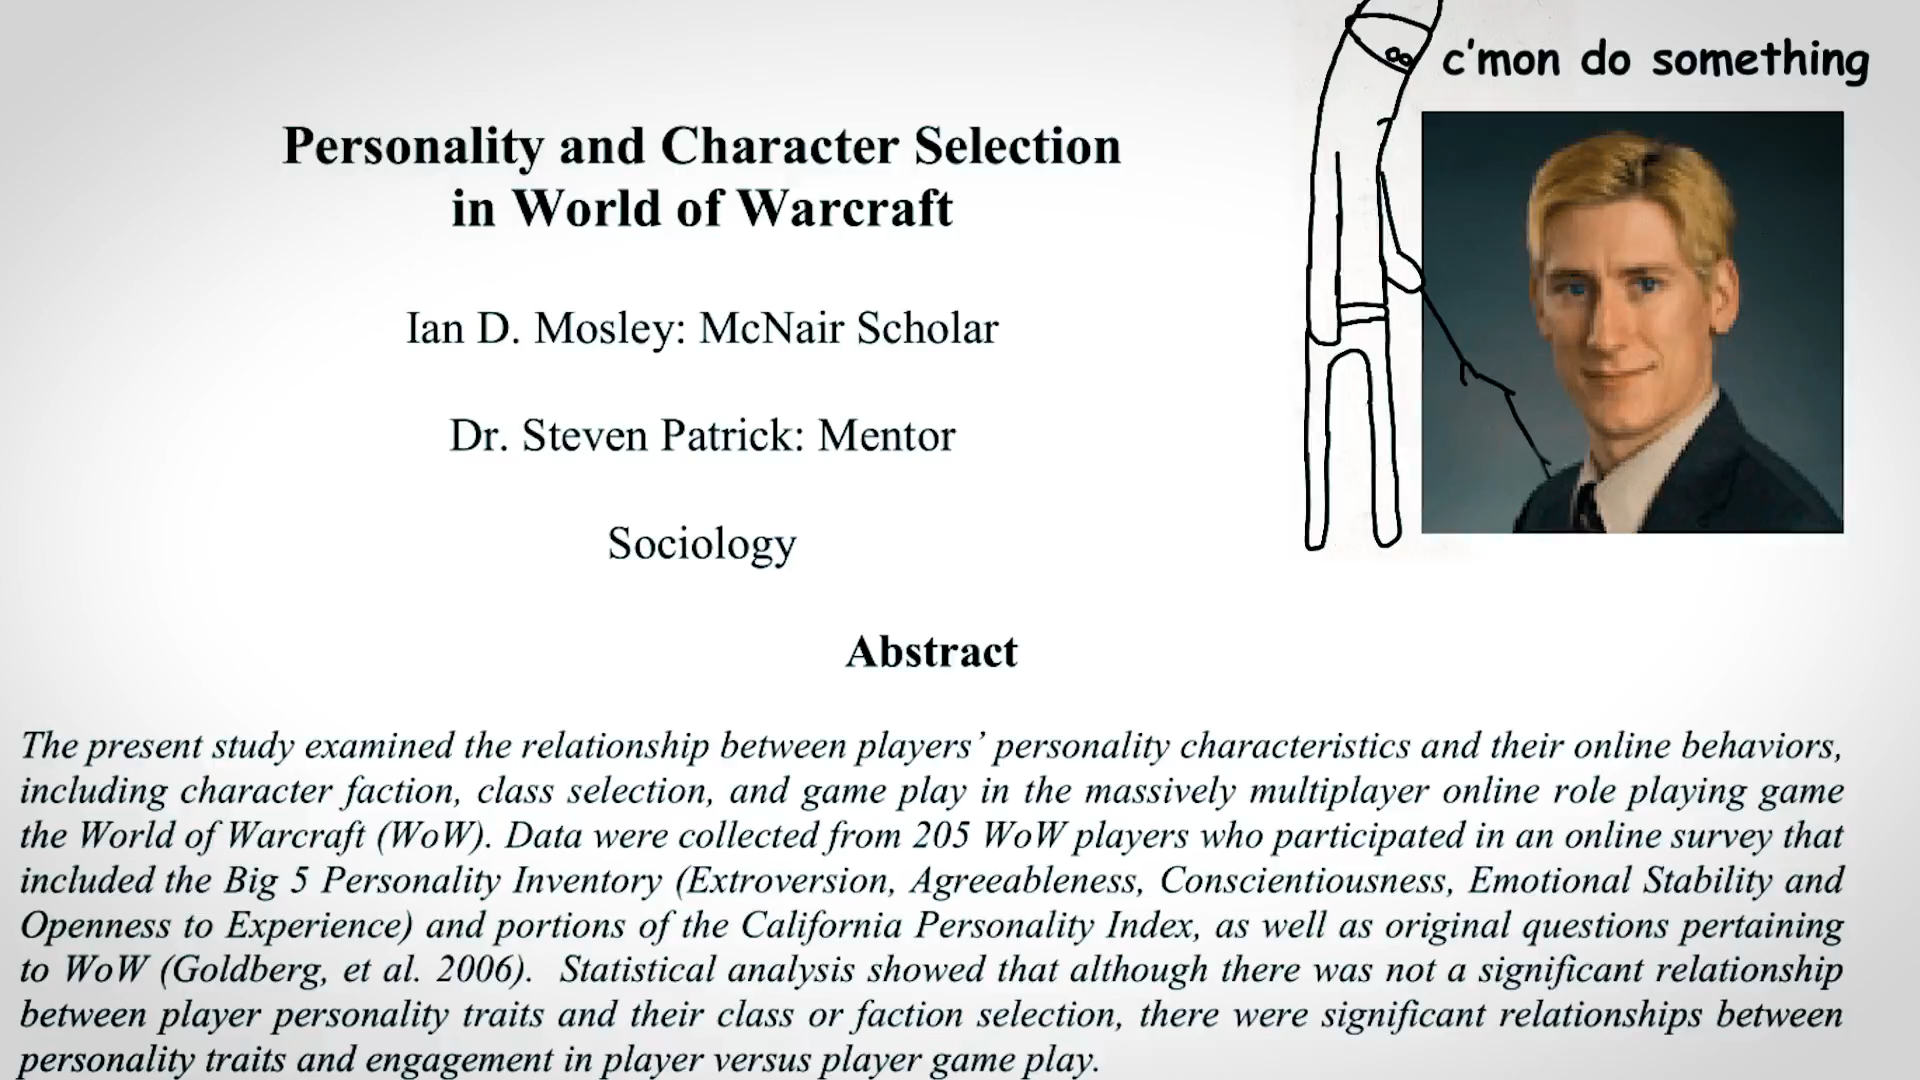 c'mon do something
Personality and Character Selection
in World of Warcraft
Ian D. Mosley: McNair Scholar
Dr. Steven Patrick: Mentor
Sociology
Abstract
The present study examined the relationship between players’ personality characteristics and their online behaviors,
including character faction, class selection, and game play in the massively multiplayer online role playing game
the World of Warcraft (WoW). Data were collected from 205 WoW players who participated in an online survey that
included the Big 5 Personality Inventory (Extroversion, Agreeableness, Conscientiousness, Emotional Stability and
Openness to Experience) and portions of the California Personality Index, as well as original questions pertaining
to WoW (Goldberg, et al. 2006). Statistical analysis showed that although there was not a significant relationship
between player personality traits and their class or faction selection, there were significant relationships between
personality traits and engagement in player versus player game play.